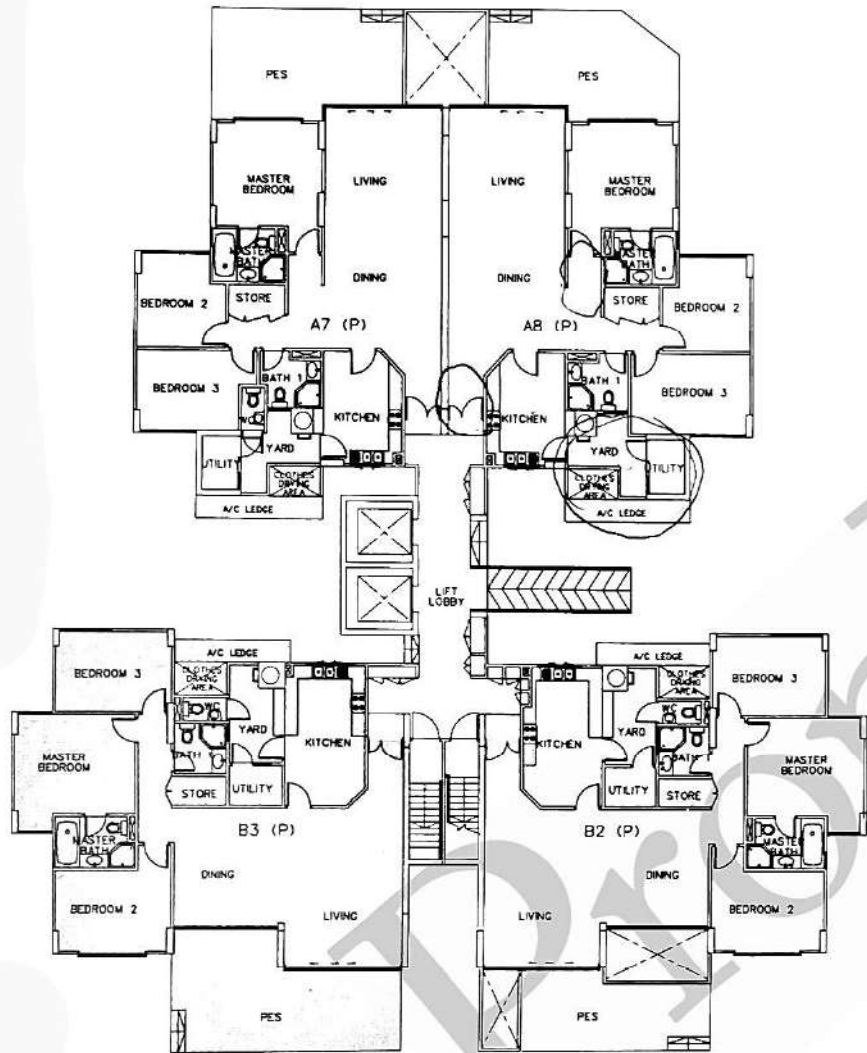 PES
PES
MASTER
BEDROOM
LIVING
LIVING
MASTER
BEDROOM
MASTER
BATH
DINING
DINING
MASTER
BATH
BEDROOM 2
STORE
STORE
BEDROOM 2
A7 (P)
A8 (P)
BEDROOM 3
BATH 1
BATH 1
BEDROOM 3
WC
KITCHEN
KITCHEN
UTILITY
YARD
YARD
UTILITY
CLOTHES
DRYING
AREA
CLOTHES
DRYING
AREA
A/C LEDGE
A/C LEDGE
LIFT
LOBBY
A/C LEDGE
A/C LEDGE
BEDROOM 3
CLOTHES
DRYING
AREA
CLOTHES
DRYING
AREA
BEDROOM 3
WC
WC
YARD
KITCHEN
KITCHEN
YARD
MASTER
BEDROOM
BATH 1
BATH 1
MASTER
BEDROOM
STORE
UTILITY
UTILITY
STORE
B3 (P)
B2 (P)
MASTER
BATH
MASTER
BATH
DINING
DINING
BEDROOM 2
LIVING
LIVING
BEDROOM 2
PES
PES
Pro